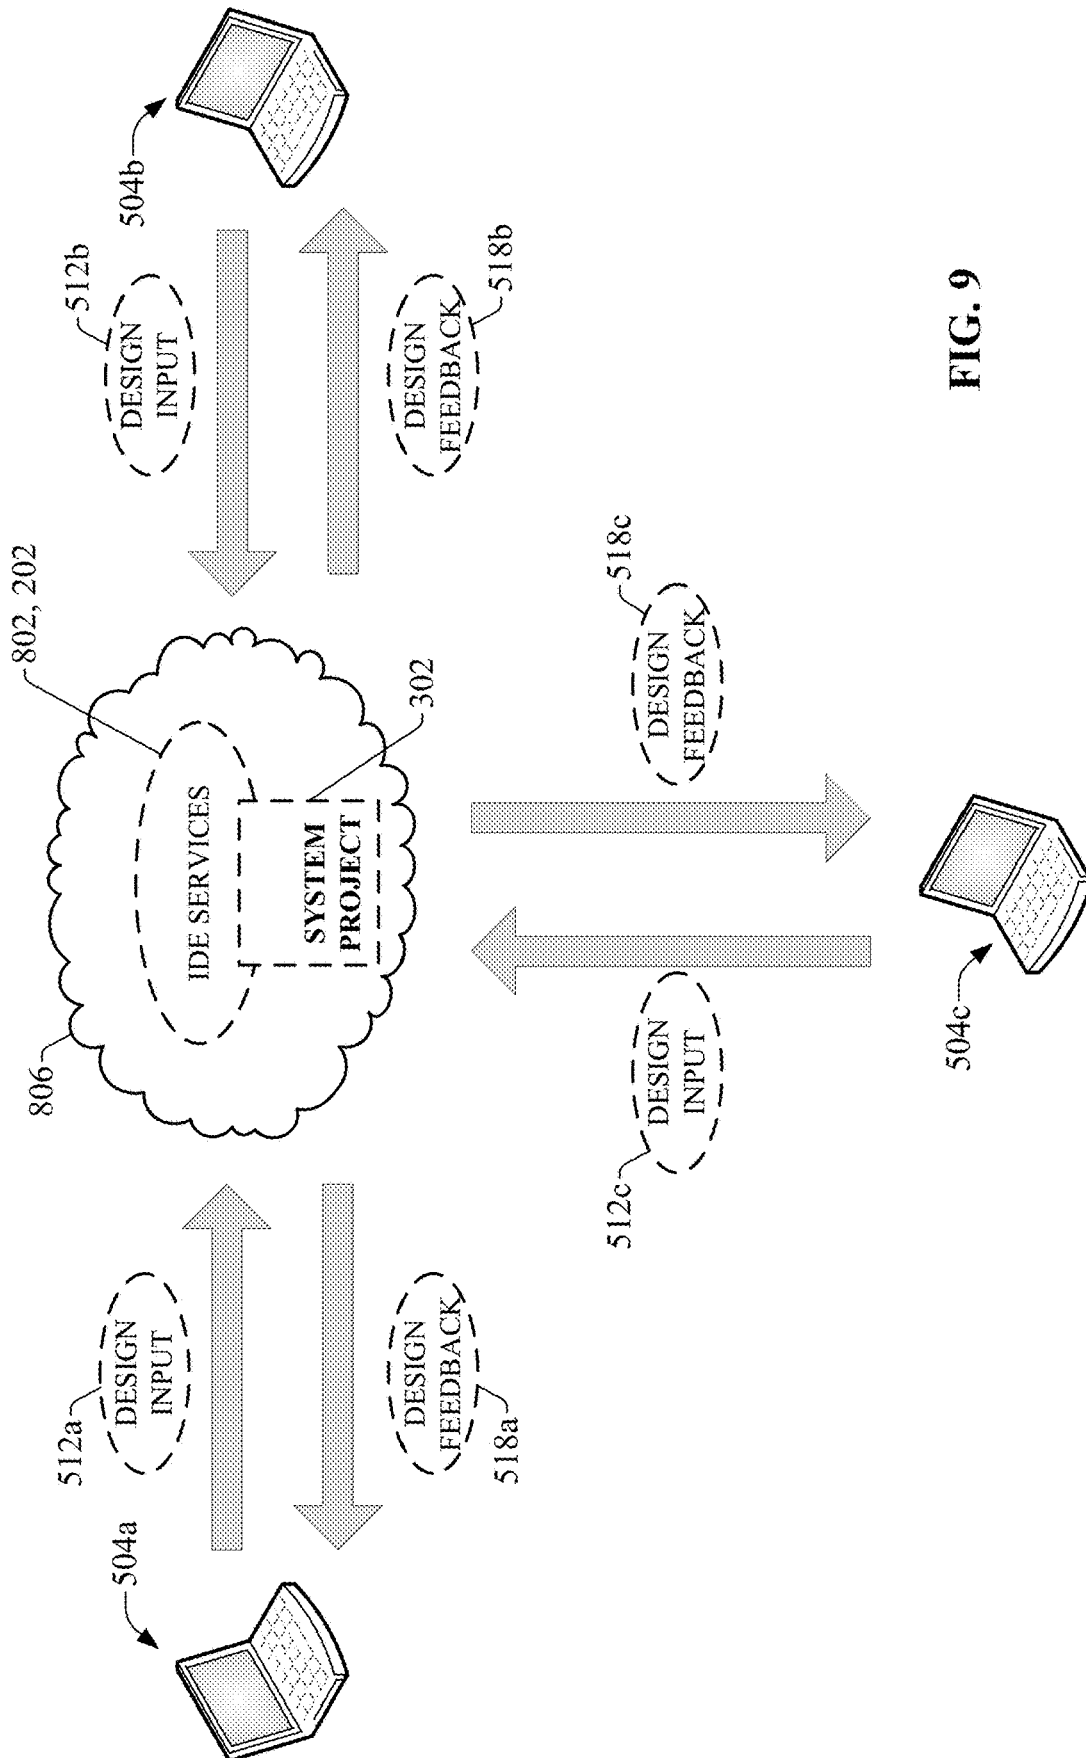 802, 202
806
IDE SERVICES
302
SYSTEM
PROJECT
504a
512a
DESIGN
INPUT
DESIGN
FEEDBACK
518a
504b
512b
DESIGN
INPUT
DESIGN
FEEDBACK
518b
512c
DESIGN
INPUT
DESIGN
FEEDBACK
518c
504c
FIG. 9